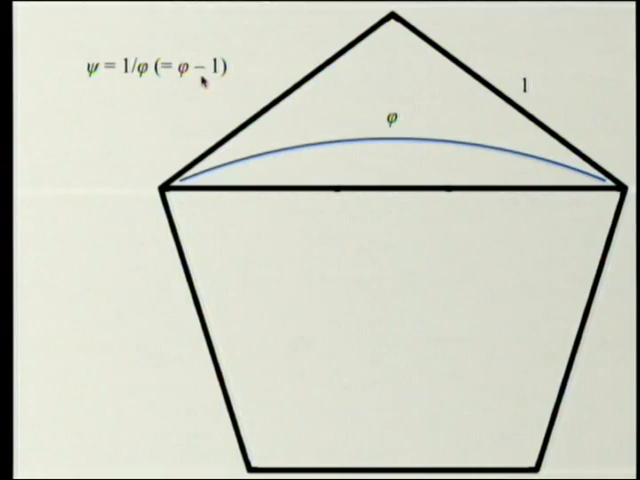 ψ = 1/φ (= φ – 1)
1
φ